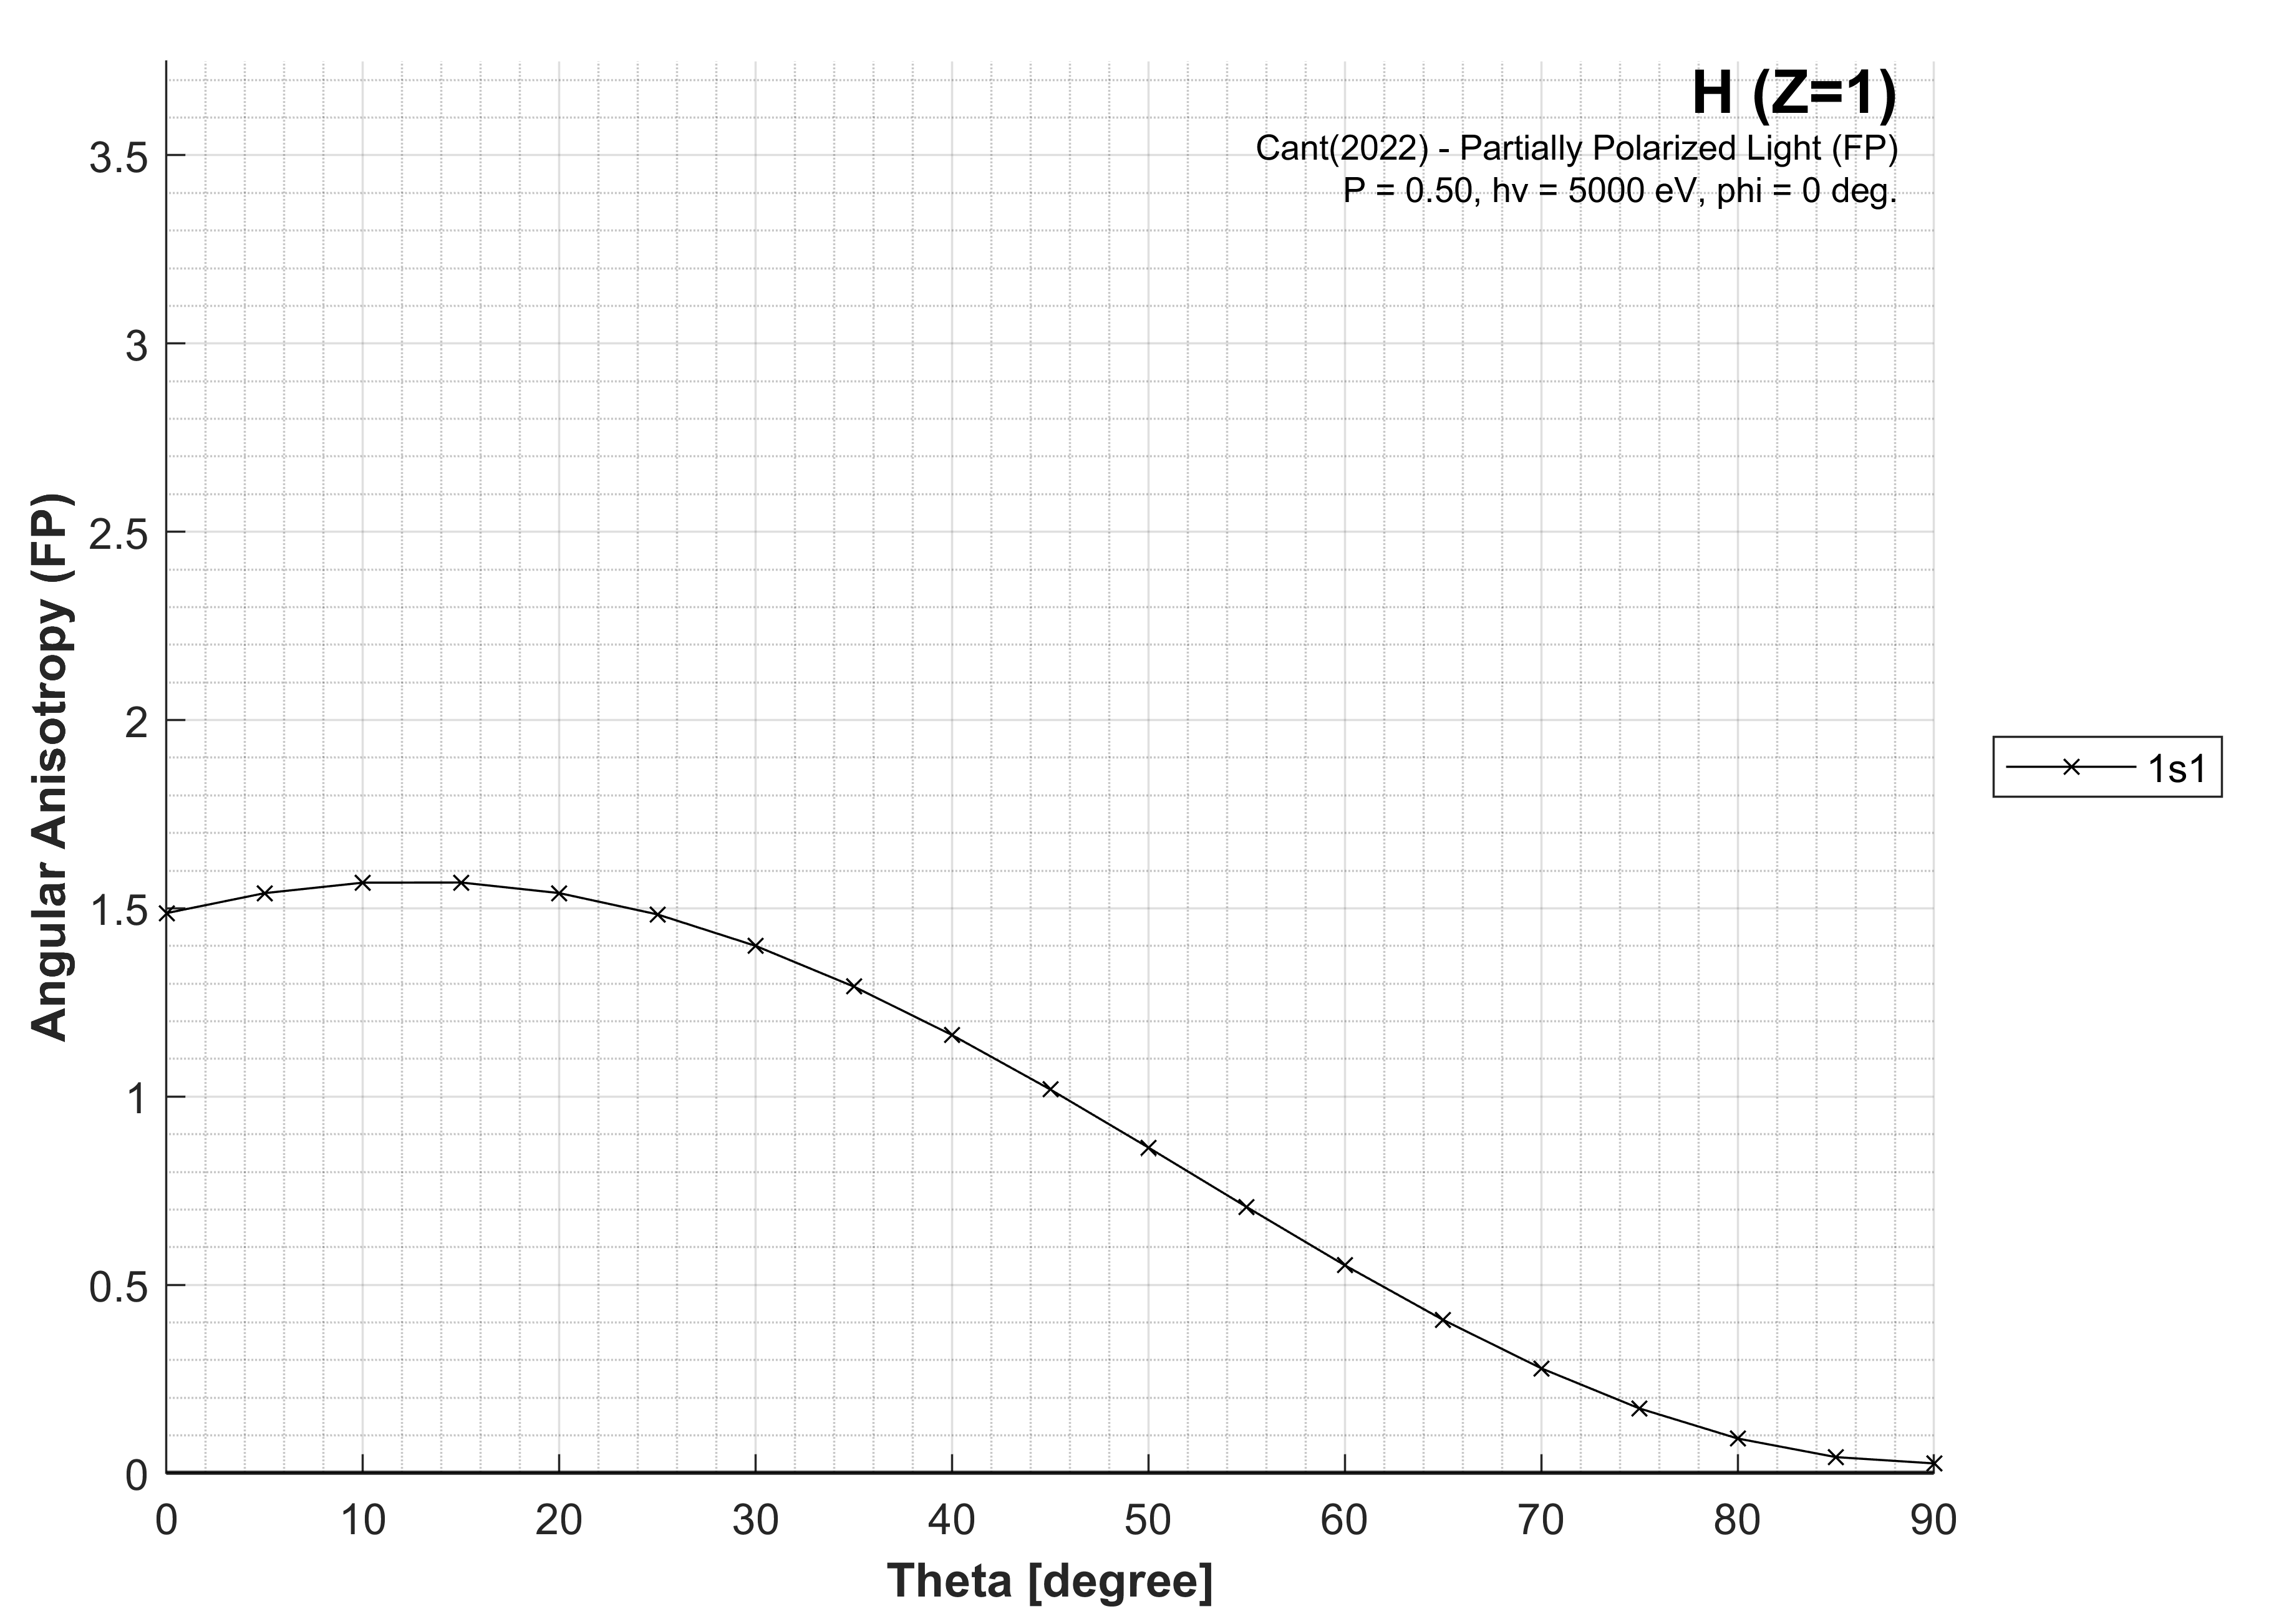 H (Z=1)
Cant(2022) - Partially Polarized Light (FP)
P = 0.50, hv = 5000 eV, phi = 0 deg.
Angular Anisotropy (FP)
3.5
3
2.5
2
1.5
1
0.5
0
0 10 20 30 40 50 60 70 80 90
Theta [degree]
1s1